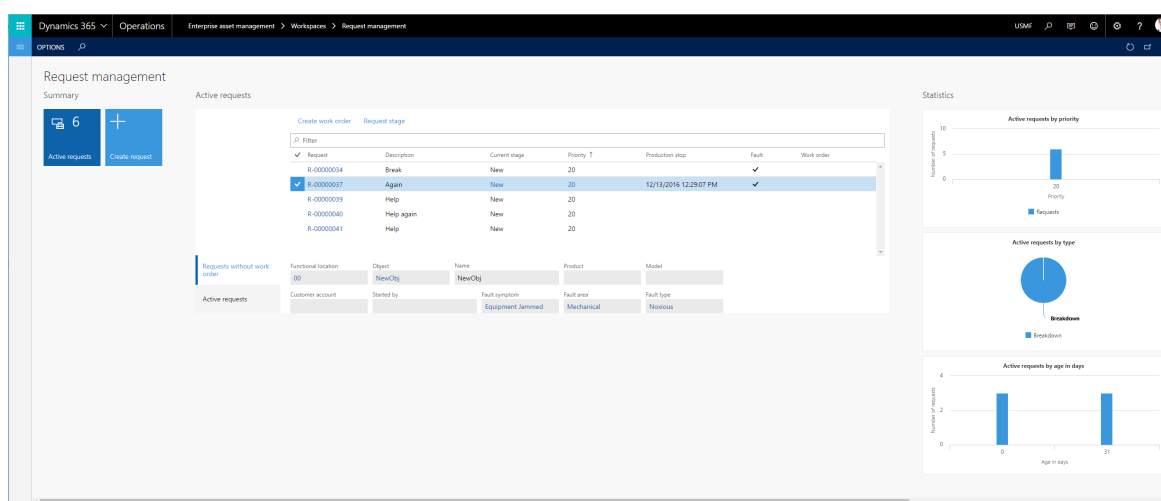 Dynamics 365 Operations Enterprise asset management > Workspaces > Request management USMF ?
OPTIONS
Request management
Summary
6
Active requests
Create request
Active requests
Create work order Request stage
Filter
Request Description Current stage Priority Production stop Fault Work order
R-00000034 Break New 20
R-00000037 Again New 20 12/13/2016 12:29:07 PM
R-00000039 Help New 20
R-00000040 Help again New 20
R-00000041 Help New 20
Requests without work
order
Active requests
Functional location Object Name Product Model
00 NewObj NewObj
Customer account Started by Fault symptom Fault area Fault type
Equipment Jammed Mechanical Noxious
Statistics
Active requests by priority
Number of requests
10
5
0
20
Priority
Requests
Active requests by type
Breakdown
Breakdown
Active requests by age in days
Number of requests
4
2
0
0 31
Age in days